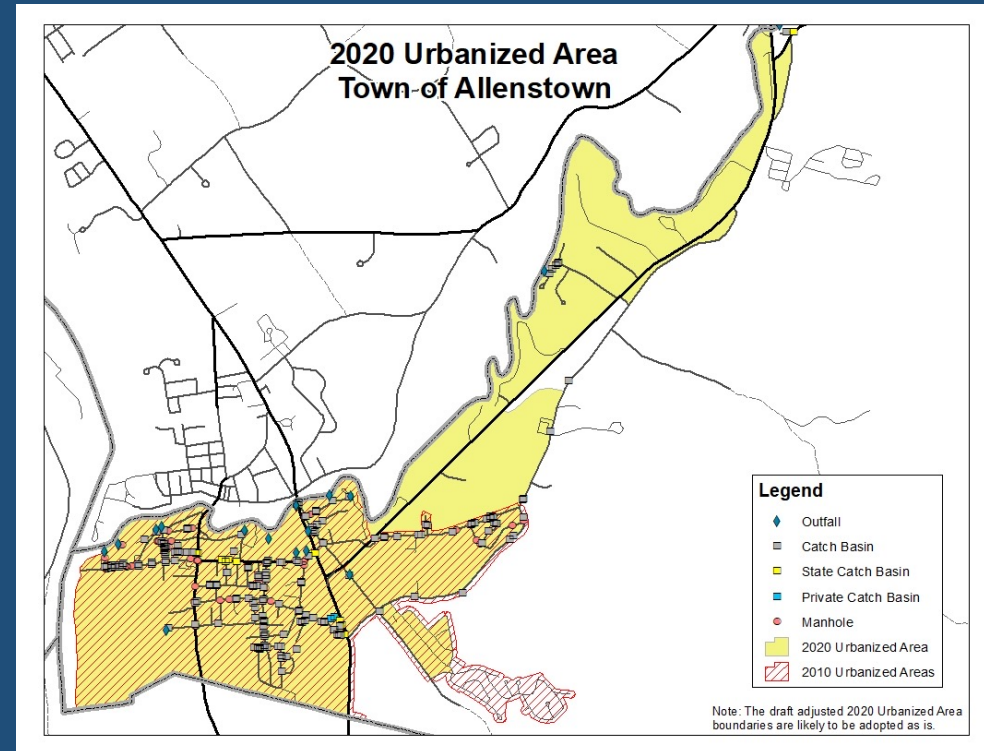 2020 Urbanized Area
Town of Allenstown
Legend
Outfall
Catch Basin
State Catch Basin
Private Catch Basin
Manhole
2020 Urbanized Area
2010 Urbanized Areas
Note: The draft adjusted 2020 Urbanized Area
boundaries are likely to be adopted as is.